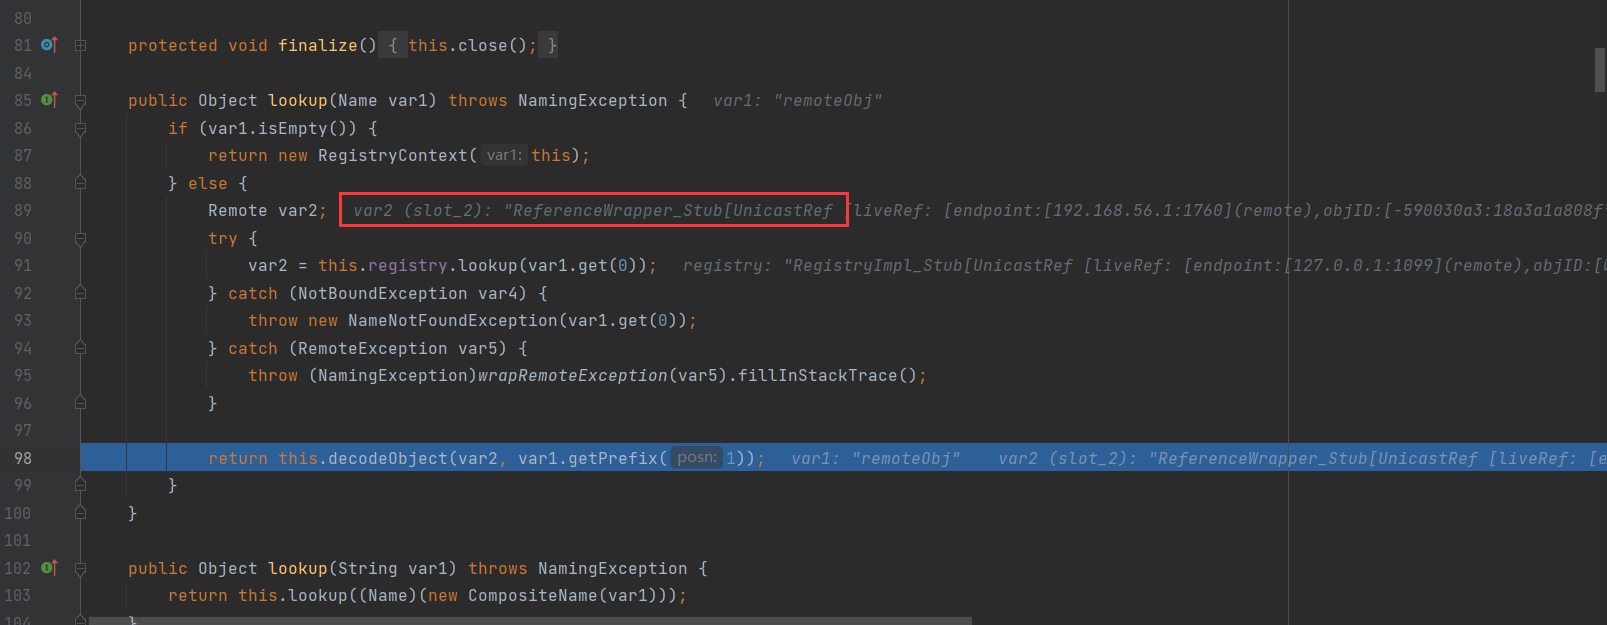 80
81 protected void finalize() { this.close(); }
84
85 public Object lookup(Name var1) throws NamingException { var1: "remoteObj"
86 if (var1.isEmpty()) {
87 return new RegistryContext( var1: this);
88 } else {
89 Remote var2; var2 (slot_2): "ReferenceWrapper_Stub[UnicastRef [liveRef: [endpoint:[192.168.56.1:1760](remote),objID:[-590030a3:18a3a1a808f
90 try {
91 var2 = this.registry.lookup(var1.get(0)); registry: "RegistryImpl_Stub[UnicastRef [liveRef: [endpoint:[127.0.0.1:1099](remote),objID:[
92 } catch (NotBoundException var4) {
93 throw new NameNotFoundException(var1.get(0));
94 } catch (RemoteException var5) {
95 throw (NamingException)wrapRemoteException(var5).fillInStackTrace();
96 }
97
98 return this.decodeObject(var2, var1.getPrefix( posn: 1)); var1: "remoteObj" var2 (slot_2): "ReferenceWrapper_Stub[UnicastRef [liveRef: [e
99 }
100 }
101
102 public Object lookup(String var1) throws NamingException {
103 return this.lookup((Name)(new CompositeName(var1)));
104 }